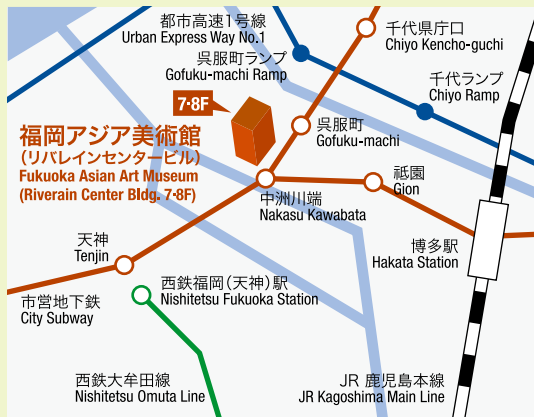 都市高速1号線
Urban Express Way No.1
千代県庁口
Chiyo Kencho-guchi
呉服町ランプ
Gofuku-machi Ramp
千代ランプ
Chiyo Ramp
7・8F
呉服町
Gofuku-machi
福岡アジア美術館
(リバレインセンタービル)
Fukuoka Asian Art Museum
(Riverain Center Bldg. 7・8F)
祇園
Gion
中洲川端
Nakasu Kawabata
天神
Tenjin
博多駅
Hakata Station
市営地下鉄
City Subway
西鉄福岡(天神)駅
Nishitetsu Fukuoka Station
西鉄大牟田線
Nishitetsu Omuta Line
JR 鹿児島本線
JR Kagoshima Main Line